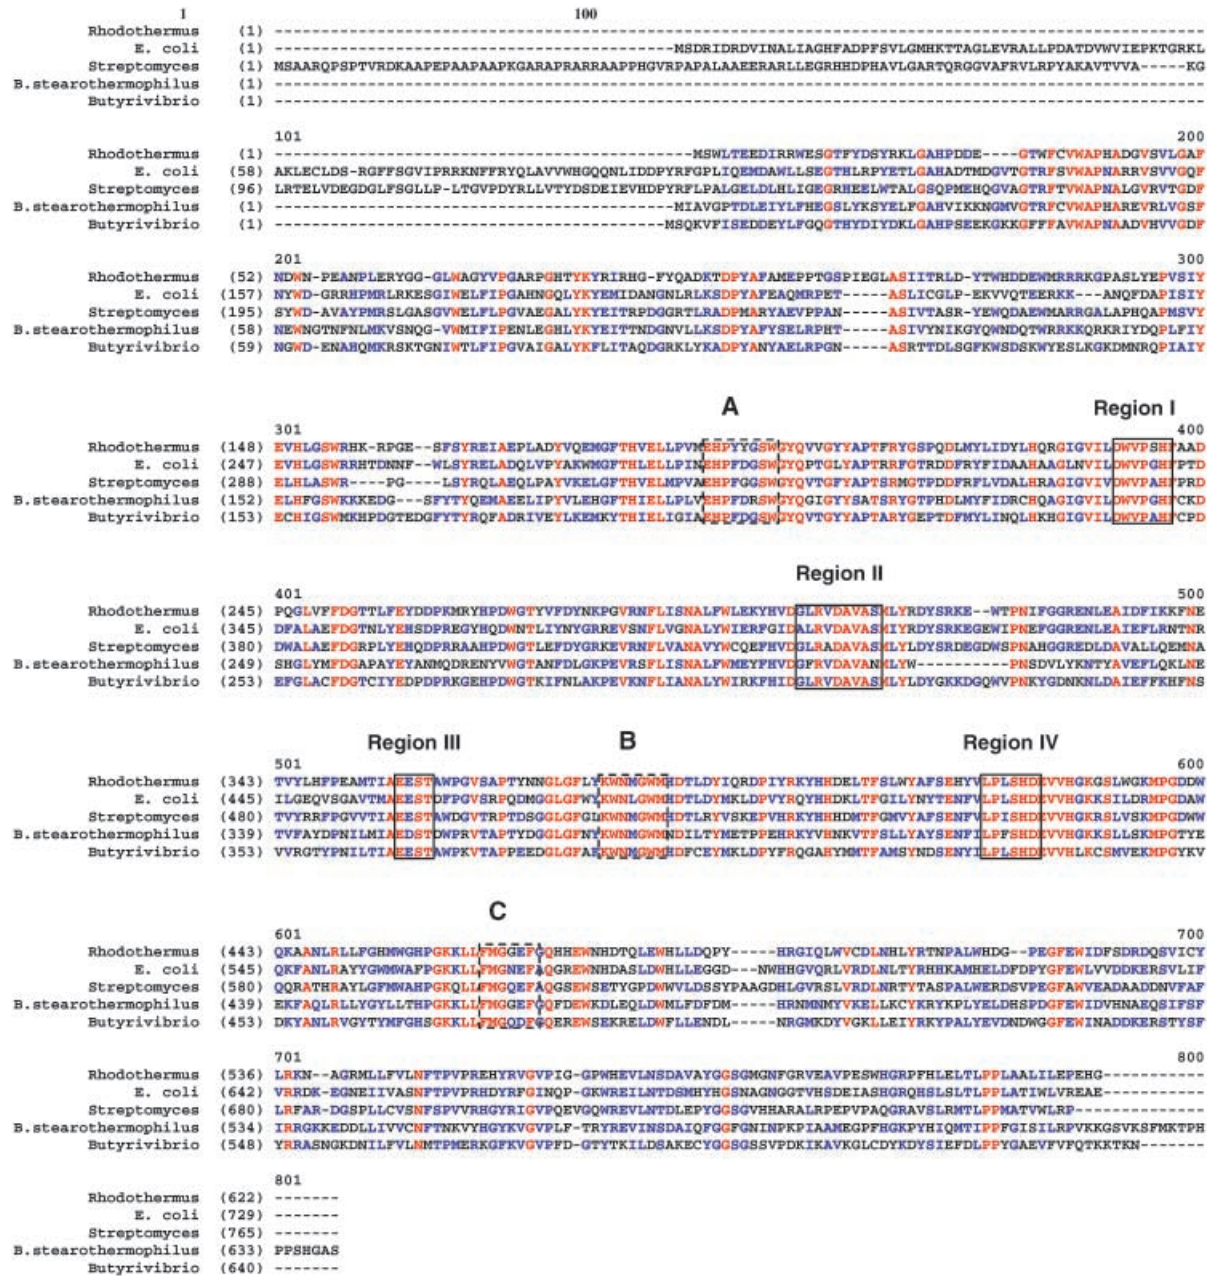 1 100
Rhodothermus (1) ----------------------------------------------------------------------------------------------------
E. coli (1) -------------------------------------------MSDRIDRDVINALIAGHFADPFSVLGMHKTTAGLEVRALLPDATDVWVIEPKTGRKL
Streptomyces (1) MSAARQPSPTVRDKAAPEPAAPAAPKGARAPRARRAAPPHGVRPAPALAAEERARLLEGRHHDPHAVLGARTQRGGVAFRVLRPYAKAVTVVA-----KG
B.stearothermophilus (1) ----------------------------------------------------------------------------------------------------
Butyrivibrio (1) ----------------------------------------------------------------------------------------------------
101 200
Rhodothermus (1) ---------------------------------------------MSWLTEEDIRRWESGTFYDSYRKLGAHPDDE----GTWFCVWAPHADGVSVLGAF
E. coli (58) AKLECLDS-RGFFSGVIPRRKNFFRYQLAVVWHGQQNLIDDPYRFGPLIQEMDAWLLSEGTHLRPYETLGAHADTMDGVTGTRFSVWAPNARRVSVVGQF
Streptomyces (96) LRTELVDEGDGLFSGLLP-LTGVPDYRLLVTYDSDEIEVHDPYRFLPALGELDLHLIGEGRHEELWTALGSQPMEHQGVAGTRFTVWAPNALGVRVTGDF
B.stearothermophilus (1) ------------------------------------------MIAVGPTDLEIYLFHEGSLYKSYELFGAHVIKKNGMVGTRFCVWAPHAREVRLVGSF
Butyrivibrio (1) ------------------------------------------MSQKVFISEDDEYLFGQGTHYDIYDKLGAHPSEEKGKKGFFFAVWAPNAADVHVVGDF
201 300
Rhodothermus (52) NDWN-PEANPLERYGG-GLWAGYVPGARPGHTYKYRIRHG-FYQADKTDPYAFAMEPPTGSPIEGLASIITRLD-YTWHDDEWMRRRKGPASLYEPVSIY
E. coli (157) NYWD-GRRHPMRLRKESGIWELFIPGAHNGQLYKYEMIDANGNLRLKSDPYAFEAQMRPET-----ASLICGLP-EKVVQTEERKK---ANQFDAPISIY
Streptomyces (195) SYWD-AVAYPMRSLGASGVWELFLPGVAEGALYKYEITRPDGGRTLRADPMARYAEVPPAN-----ASIVTASR-YEWQDAEWMARRGALAPHQAPMSVY
B.stearothermophilus (58) NEWNGTNFNLMKVSNQG-VWMIFIPENLEGHLYKYEITTNDGNVLLKSDPYAFYSELRPHT-----ASIVYNIKGYQWNDQTWRRKKQRKRIYDQPLFIY
Butyrivibrio (59) NGWD-ENAHQMKRSKTGNIWTLFIPGVAIGALYKFLITAQDGRKLYKADPYANYAELRPGN-----ASRTTDLSGFKWSDSKWYESLKGKDMNRQPIAIY
A Region I
301 400
Rhodothermus (148) EVHLGSWRHK-RPGE---SFSYREIAEPLADYVQEMGFTHVELLPVMEHPYYGSWGYQVVGYYAPTFRYGSPQDLMYLIDYLHQRGIGVILDWVPSHFAAD
E. coli (247) EVHLGSWRRHTDNNF---WLSYRELADQLVPYAKWMGFTHLELLPINEHPFDGSWGYQPTGLYAPTRRFGTRDDFRYFIDAAHAAGLNVILDWVPGHFPTD
Streptomyces (288) ELHLASWR----PG----LSYRQLAEQLPAYVKELGFTHVELMPVAEHPFGGSWGYQVTGFYAPTSRMGTPDDFRFLVDALHRAGIGVIVDWVPAHFPRD
B.stearothermophilus (152) ELHFGSWKKKEDG----SFYTYQEMAEELIPYVLEHGFTHIELLPLVEHPFDRSWGYQGIGYYSATSRYGTPHDLMYFIDRCHQAGIGVILDWVPGHFCKD
Butyrivibrio (153) ECHIGSWMKHPDGTEDGFYTYRQFADRIVEYLKEMKYTHIELIGIAEHPFDGSWGYQVTGYYAPTARYGEPTDFMYLINQLHKHGIGVILDWVPAHFCPD
Region II
401 500
Rhodothermus (245) PQGLVFFDGTTLFEYDDPKMRYHPDWGTYVFDYNKPGVRNFLISNALFWLEKYHVDGLRVDAVASMLYRDYSRKE--WTPNIFGGRENLEAIDFIKKFNE
E. coli (345) DFALAEFDGTNLYEHSDPREGYHQDWNTLIYNYGRREVSNFLVGNALYWIERFGIDALRVDAVASMIYRDYSRKEGEWIPNEFGGRENLEAIEFLRNTNR
Streptomyces (380) DWALAEFDGRPLYEHQDPRRAAHPDWGTLEFDYGRKEVRNFLVANAVYWCQEFHVDGLRADAVASMLYLDYSRDEGDWSPNAHGGREDLDAVALLQEMNA
B.stearothermophilus (249) SHGLYMFDGAPAYEYANMQDRENYVWGTANFDLGKPEVRSFLISNALFWMEYFHVDGFRVDAVANMLYW----------PNSDVLYKNTYAVEFLQKLNE
Butyrivibrio (253) EFGLACFDGTCIYEDPDPRKGEHPDWGTKIFNLAKPEVKNFLIANALYWIRKFHIDGLRVDAVASMLYLDYGKKDGQWVPNKYGDNKNLDAIEFFKHFNS
Region III B Region IV
501 600
Rhodothermus (343) TVYLHFPEAMTIAEESTAWPGVSAPTYNNGLGFLYKWNMGWMHDTLDYIQRDPIYRKYHHDELTFSLWYAFSEHYVLPLSHDEVVHGKGSLWGKMPGDDW
E. coli (445) ILGEQVSGAVTMAEESTDFPGVSRPQDMGGLGFWYKWNLGWMHDTLDYMKLDPVYRQYHHDKLTFGILYNYTENFVLPLSHDEVVHGKKSILDRMPGDAW
Streptomyces (480) TVYRRFPGVVTIAEESTAWDGVTRPTDSGGLGFGLKWNMGWMHDTLRYVSKEPVHRKYHHDMTFGMVYAFSENFVLPLSHDEVVHGKRSLVSKMPGDWW
B.stearothermophilus (339) TVFAYDPNILMIAEDSTDWPRVTAPTYDGGLGFNYKWNMGWMNDILTYMETPPEHRKYVHNKVTFSLLYAYSENFILPFSHDEVVHGKKSLLSKMPGTYE
Butyrivibrio (353) VVRGTYPNILTIAEESTAWPKVTAPPEEDGLGFAFKWNMGWMHDFCEYMKLDPYFRQGAHYMMTFAMSYNDSENYILPLSHDEVVHLKCSMVEKMPGYKV
C
601 700
Rhodothermus (443) QKAANLRLLFGHMWGHPGKKLLFMGGEFGQHHEWNHDTQLEWHLLDQPY-----HRGIQLWVCDLNHLYRTNPALWHDG--PEGFEWIDFSDRDQSVICY
E. coli (545) QKFANLRAYYGWMWAFPGKKLLFMGNEFAQGREWNHDASLDWHLLEGGD----NWHHGVQRLVRDLNLTYRHHKAMHELDFDPYGFEWLVVDDKERSVLIF
Streptomyces (580) QQRATHRAYLGFMWAHPGKQLLFMGQEFAQGSEWSETYGPDWWVLDSSYPAAGDHLGVRSLVRDLNRTYTASPALWERDSVPEGFAWVEADAADDNVFAF
B.stearothermophilus (439) EKFAQLRLLYGYLLTHPGKKLLFMGGEFGQFDEWKDLEQLDWMLFDFDM-----HRNMNMYVKELLKCYKRYKPLYELDHSPDGFEWIDVHNAEQSIFSF
Butyrivibrio (453) DKYANLRVGYTYMFGHSGKKLLFMGQDFGQEREWSEKRELDWFLLENDL-----NRGMKDYVGKLLEIYRKYPALYEVDNDWGGFEWINADDKERSTYSF
701 800
Rhodothermus (536) LRKN--AGRMLLFVLNFTPVPREHYRVGVPIG-GPWHEVLNSDAVAYGGSGMGNFGRVEAVPESWHGRPFHLELTLPPLAALILEPEHG-----------
E. coli (642) VRRDK-EGNEIIVASNFTPVPRHDYRFGINQP-GKWREILNTDSMHYHGSNAGNGGTVHSDEIASHGRQHSLSLTLPPLATIWLVREAE-----------
Streptomyces (680) LRFAR-DGSPLLCVSNFSPVVRHGYRIGVPQEVGQWREVLNTDLEPYGGSGVHHARALRPEPVPAQGRAVSLRMTLPPMATVWLRP--------------
B.stearothermophilus (534) IRRGKKEDDLLIVVCNFTNKVYHGYKVGVPLF-TRYREVINSDAIQFGGFGNINPKPIAAMEGPFHGKPYHIQMTIPPFGISILRPVKKGSVKSFMKTPH
Butyrivibrio (548) YRRASNGKDNILFVLNMTPMERKGFKVGVPFD-GTYTKILDSAKECYGGSGSSVPDKIKAVKGLCDYKDYSIEFDLPPYGAEVFVFQTKKTKN-------
801
Rhodothermus (622) -------
E. coli (729) -------
Streptomyces (765) -------
B.stearothermophilus (633) PPSHGAS
Butyrivibrio (640) -------